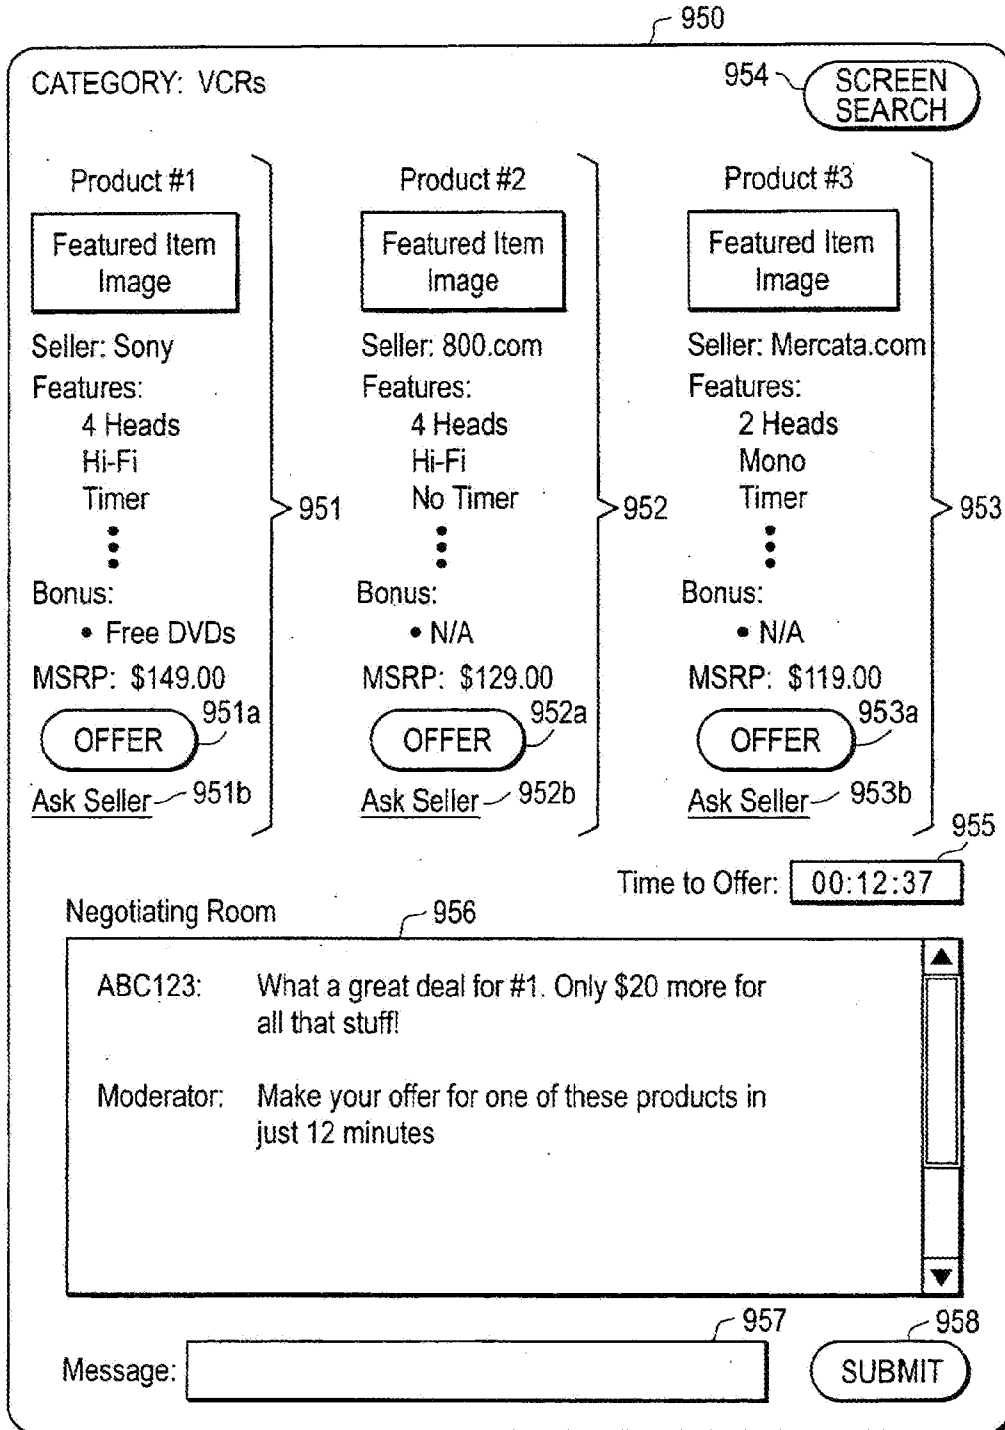 950
CATEGORY: VCRs
954
SCREEN
SEARCH
Product #1
Featured Item
Image
Seller: Sony
Features:
4 Heads
Hi-Fi
Timer
951
Bonus:
• Free DVDs
MSRP: $149.00
951a
OFFER
Ask Seller
951b
Product #2
Featured Item
Image
Seller: 800.com
Features:
4 Heads
Hi-Fi
No Timer
952
Bonus:
• N/A
MSRP: $129.00
952a
OFFER
Ask Seller
952b
Product #3
Featured Item
Image
Seller: Mercata.com
Features:
2 Heads
Mono
Timer
953
Bonus:
• N/A
MSRP: $119.00
953a
OFFER
Ask Seller
953b
955
Time to Offer: 00:12:37
Negotiating Room
956
ABC123: What a great deal for #1. Only $20 more for
all that stuff!
Moderator: Make your offer for one of these products in
just 12 minutes
957
958
Message:
SUBMIT